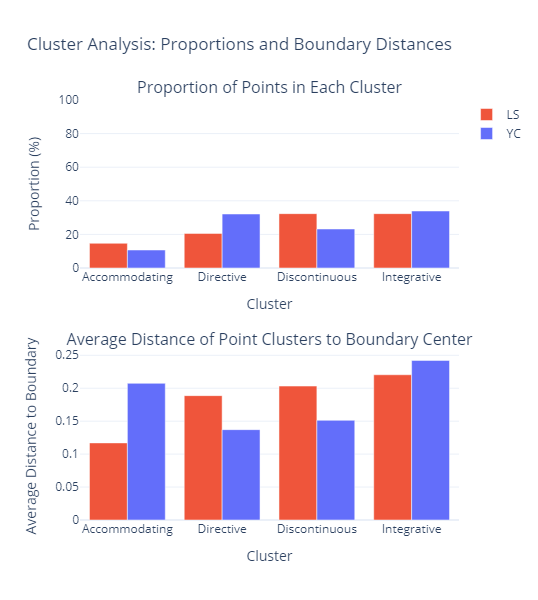 Cluster Analysis: Proportions and Boundary Distances
Proportion of Points in Each Cluster
LS
YC
Proportion (%)
100
80
60
40
20
0
Accommodating Directive Discontinuous Integrative
Cluster
Average Distance of Point Clusters to Boundary Center
Average Distance to Boundary
0.25
0.2
0.15
0.1
0.05
0
Accommodating Directive Discontinuous Integrative
Cluster